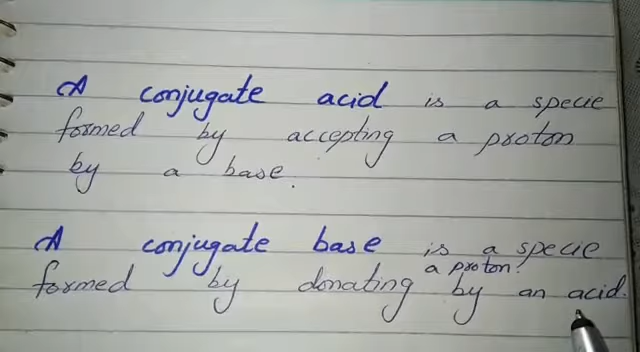 A conjugate acid is a specie
formed by accepting a proton
by a base.
A conjugate base is a specie
a proton.
formed by donating by an acid.